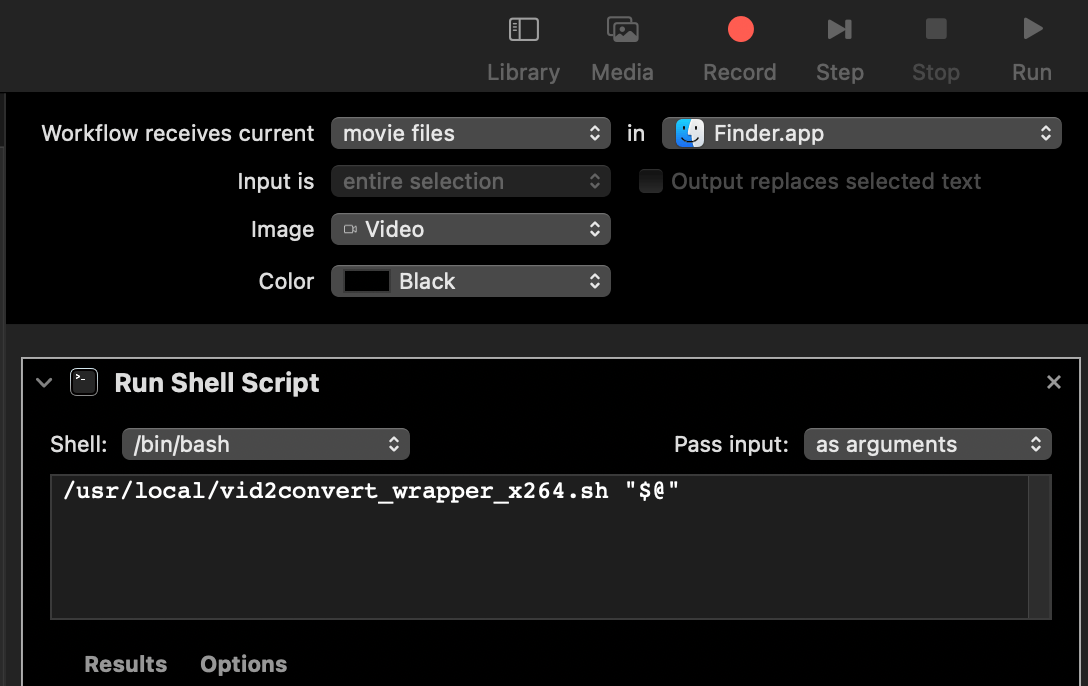 Library Media Record Step Stop Run
Workflow receives current movie files in Finder.app
Input is entire selection Output replaces selected text
Image Video
Color Black
Run Shell Script
Shell: /bin/bash Pass input: as arguments
/usr/local/vid2convert_wrapper_x264.sh "$@"
Results Options